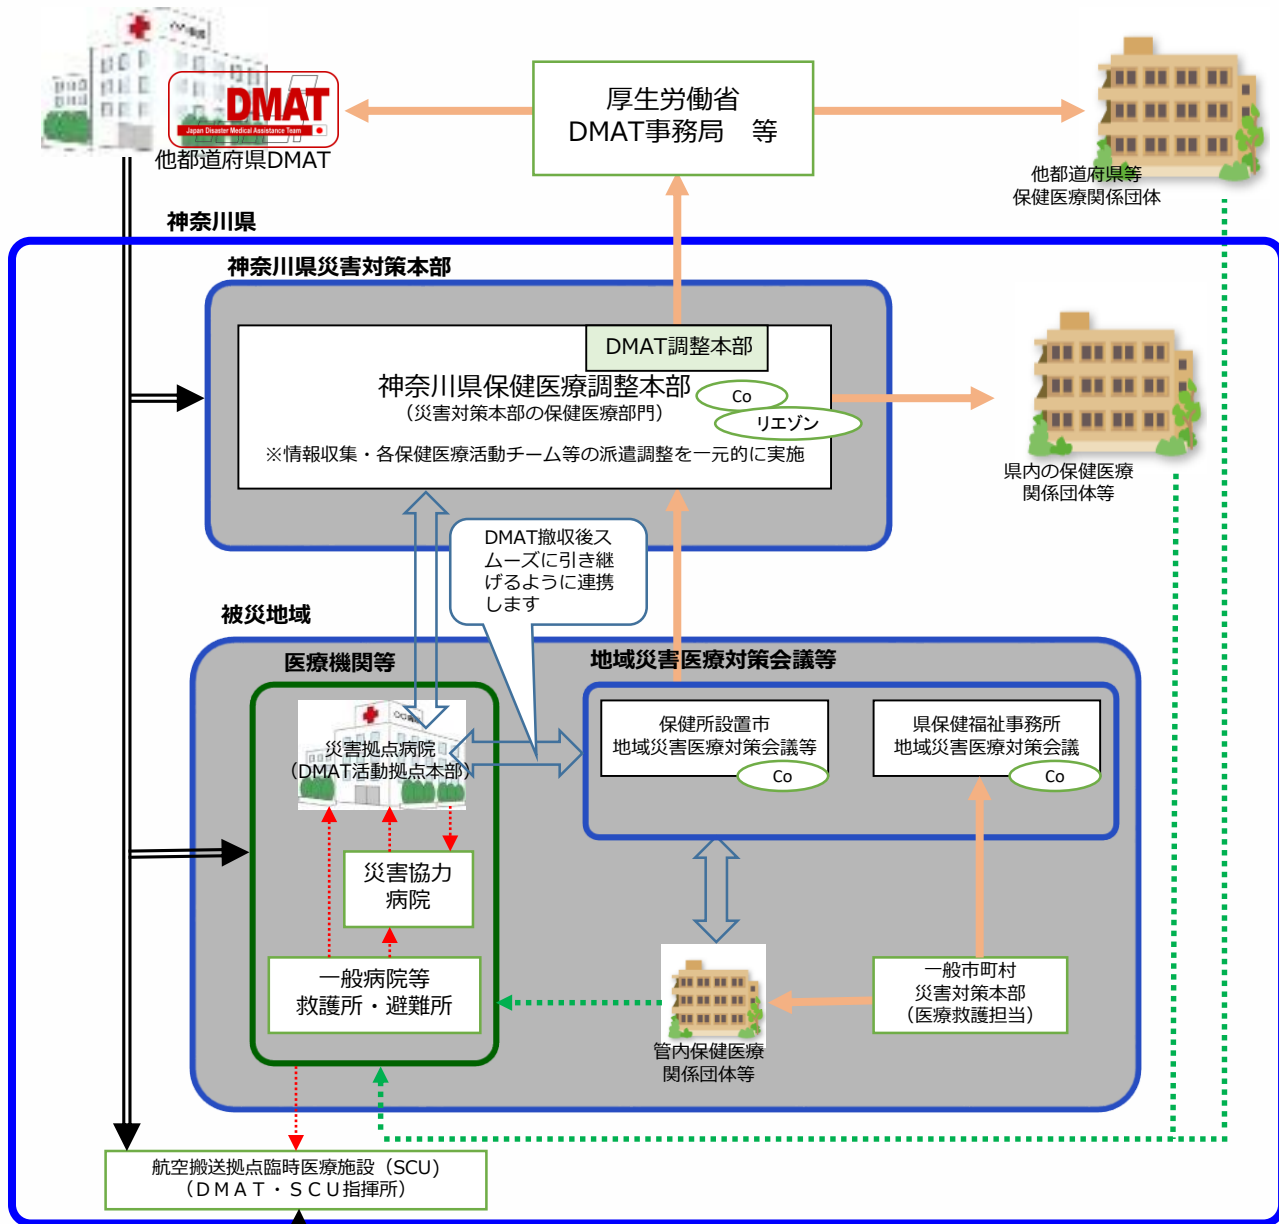 DMAT
Japan Disaster Medical Assistance Team
他都道府県DMAT
厚生労働省
DMAT事務局　等
他都道府県等
保健医療関係団体
神奈川県
神奈川県災害対策本部
DMAT調整本部
神奈川県保健医療調整本部
（災害対策本部の保健医療部門）
Co
リエゾン
※情報収集・各保健医療活動チーム等の派遣調整を一元的に実施
県内の保健医療
関係団体等
DMAT撤収後ス
ムーズに引き継
げるように連携
します
被災地域
医療機関等
地域災害医療対策会議等
災害拠点病院
（DMAT活動拠点本部）
保健所設置市
地域災害医療対策会議等
Co
県保健福祉事務所
地域災害医療対策会議
Co
災害協力
病院
一般病院等
救護所・避難所
管内保健医療
関係団体等
一般市町村
災害対策本部
（医療救護担当）
航空搬送拠点臨時医療施設（SCU)
（ＤＭＡＴ・ＳＣＵ指揮所）